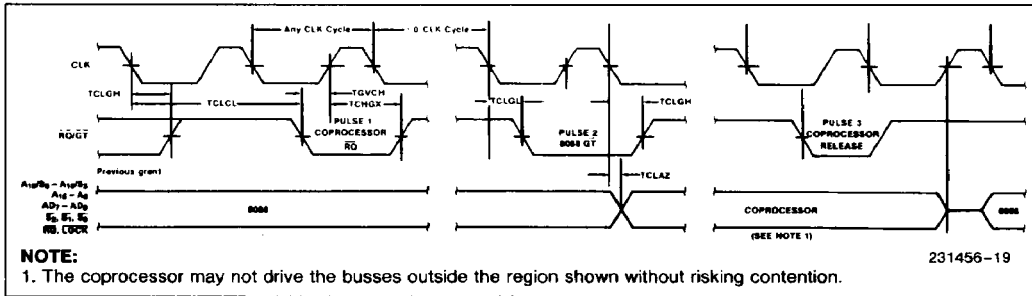 Any CLK Cycle
0 CLK Cycle
CLK
TCLGH
TCLCL
TGVCH
TCHGX
TCLGL
TCLGH
PULSE 1
COPROCESSOR
RQ
PULSE 2
8088 GT
PULSE 3
COPROCESSOR
RELEASE
RQ/GT
Previous grant
TCLAZ
A19/S6 – A16/S3
A15 – A8
AD7 – AD0
S2, S1, S0
RD, LOCK
8088
COPROCESSOR
8088
(SEE NOTE 1)
NOTE:
231456–19
1. The coprocessor may not drive the busses outside the region shown without risking contention.